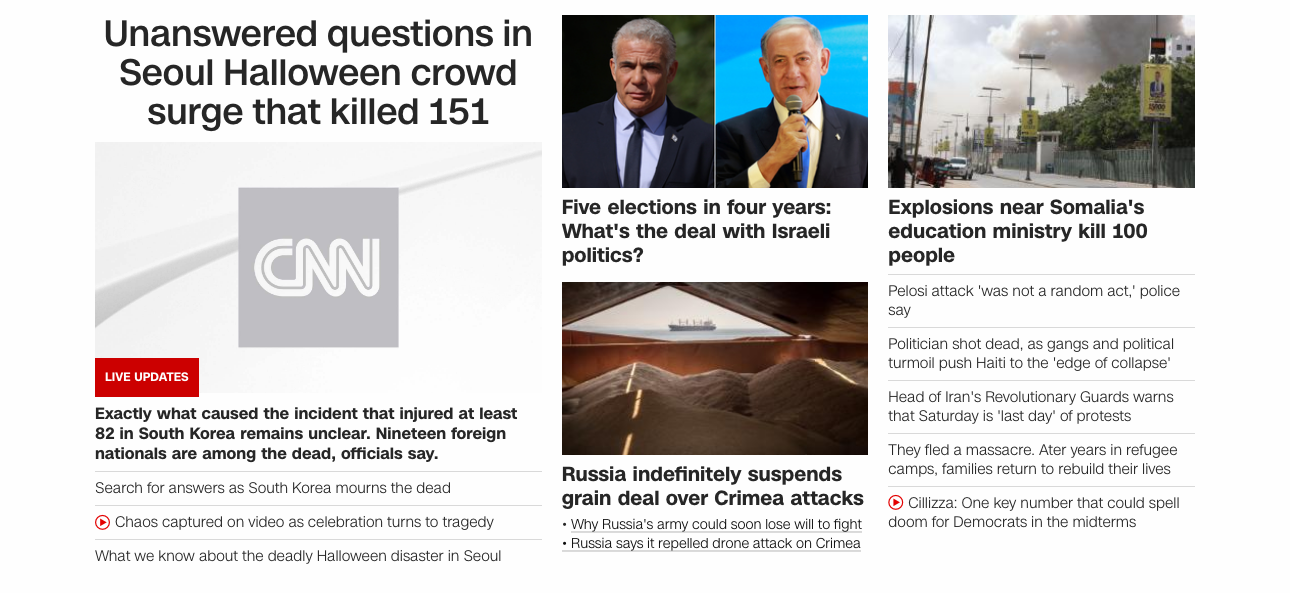 Unanswered questions in
Seoul Halloween crowd
surge that killed 151
CNN
LIVE UPDATES
Exactly what caused the incident that injured at least
82 in South Korea remains unclear. Nineteen foreign
nationals are among the dead, officials say.
Search for answers as South Korea mourns the dead
Chaos captured on video as celebration turns to tragedy
What we know about the deadly Halloween disaster in Seoul
Five elections in four years:
What's the deal with Israeli
politics?
Russia indefinitely suspends
grain deal over Crimea attacks
• Why Russia's army could soon lose will to fight
• Russia says it repelled drone attack on Crimea
Explosions near Somalia's
education ministry kill 100
people
Pelosi attack 'was not a random act,' police
say
Politician shot dead, as gangs and political
turmoil push Haiti to the 'edge of collapse'
Head of Iran's Revolutionary Guards warns
that Saturday is 'last day' of protests
They fled a massacre. Ater years in refugee
camps, families return to rebuild their lives
Cillizza: One key number that could spell
doom for Democrats in the midterms